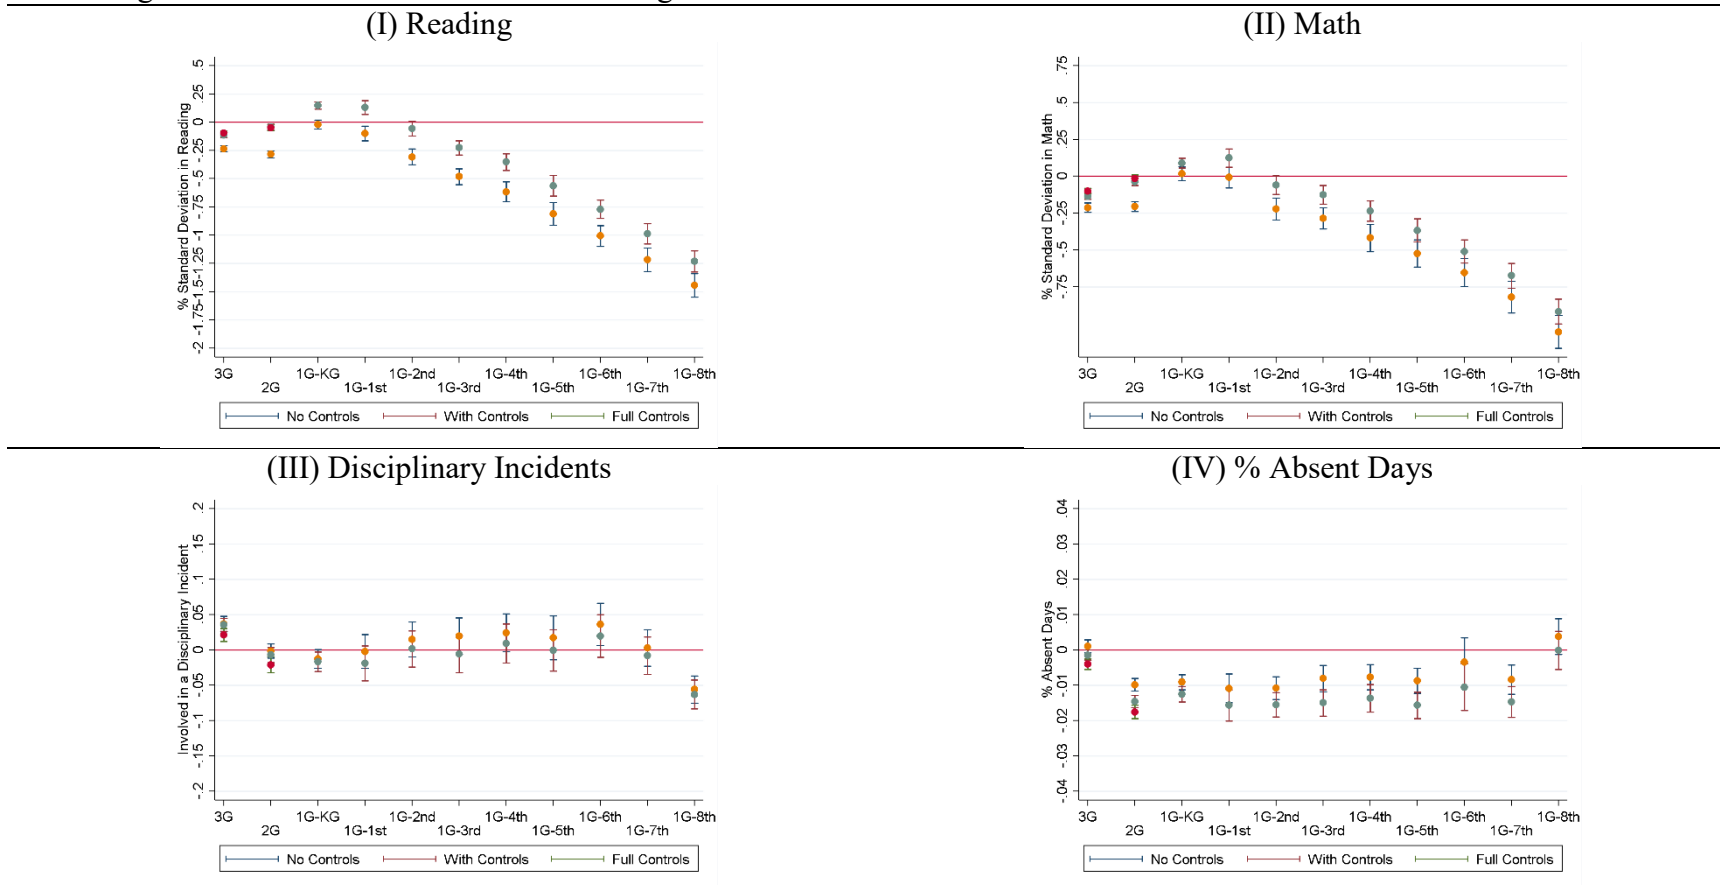 (I) Reading
(II) Math
% Standard Deviation in Reading
.5
.25
0
-.25
-.5
-.75
-1
-1.25
-1.5
-1.75
-2
3G
2G
1G-KG
1G-1st
1G-2nd
1G-3rd
1G-4th
1G-5th
1G-6th
1G-7th
1G-8th
No Controls With Controls Full Controls
% Standard Deviation in Math
.75
.5
.25
0
-.25
-.5
-.75
3G
2G
1G-KG
1G-1st
1G-2nd
1G-3rd
1G-4th
1G-5th
1G-6th
1G-7th
1G-8th
No Controls With Controls Full Controls
(III) Disciplinary Incidents
(IV) % Absent Days
Involved in a Disciplinary Incident
.2
.15
.1
.05
0
-.05
-.1
-.15
-.2
3G
2G
1G-KG
1G-1st
1G-2nd
1G-3rd
1G-4th
1G-5th
1G-6th
1G-7th
1G-8th
No Controls With Controls Full Controls
% Absent Days
.04
.03
.02
.01
0
-.01
-.02
-.03
-.04
3G
2G
1G-KG
1G-1st
1G-2nd
1G-3rd
1G-4th
1G-5th
1G-6th
1G-7th
1G-8th
No Controls With Controls Full Controls